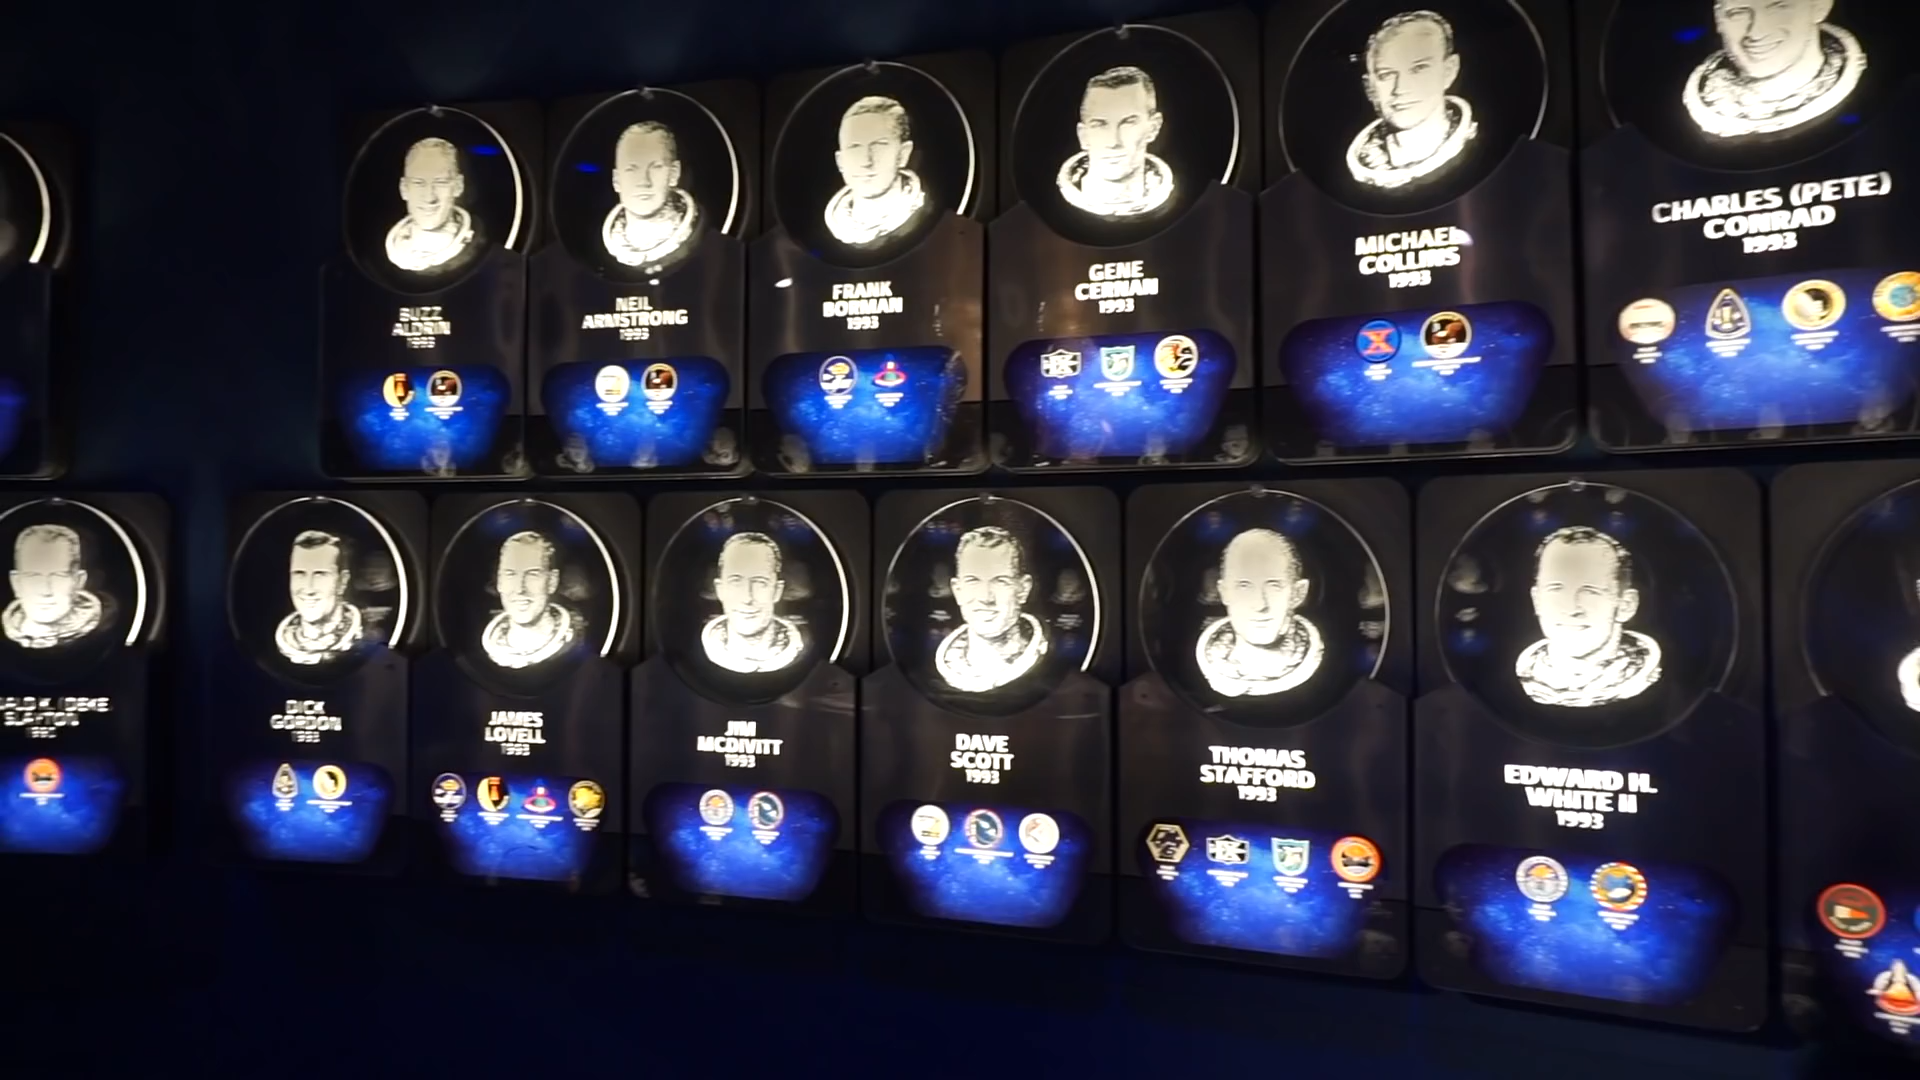 BUZZ
ALDRIN
1993
NEIL
ARMSTRONG
1993
FRANK
BORMAN
1993
GENE
CERNAN
1993
MICHAEL
COLLINS
1993
CHARLES (PETE)
CONRAD
1993
ALD K. (DEKE
SLAYTON
DICK
GORDON
1993
JAMES
LOVELL
1993
JIM
MCDIVITT
1993
DAVE
SCOTT
1993
THOMAS
STAFFORD
1993
EDWARD H.
WHITE II
1993